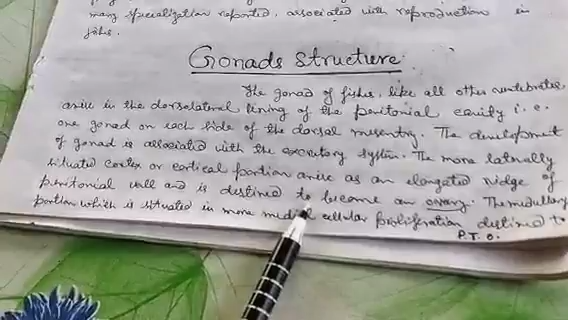 many specialization reported, associated with reproduction in
fishes.
Gonads structure
The gonad of fishes, like all other vertebrates
arise in the dorsolateral lining of the peritonial cavity i.e.
one gonad on each side of the dorsal mesentry. The development
of gonad is associated with the excretory system. The more laterally
situated cortex or cortical portion arise as an elongated ridge of
peritonial wall and is destined to become an ovary. The medullary
portion which is situated in more medial cellular proliferation destined to
P.T.O.